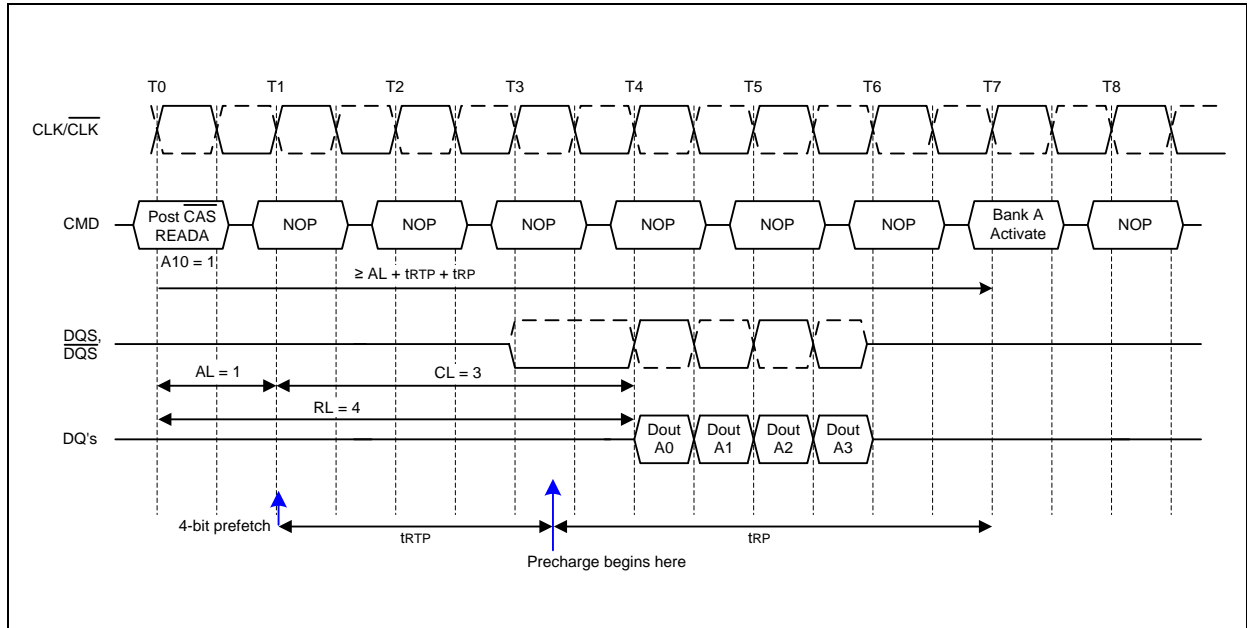 T0 T1 T2 T3 T4 T5 T6 T7 T8
CLK/CLK
CMD
Post CAS
READA
NOP NOP NOP NOP NOP NOP
Bank A
Activate
NOP
A10 = 1
≥ AL + tRTP + tRP
DQS,
DQS
AL = 1
CL = 3
RL = 4
DQ's
Dout
A0
Dout
A1
Dout
A2
Dout
A3
4-bit prefetch
tRTP
tRP
Precharge begins here